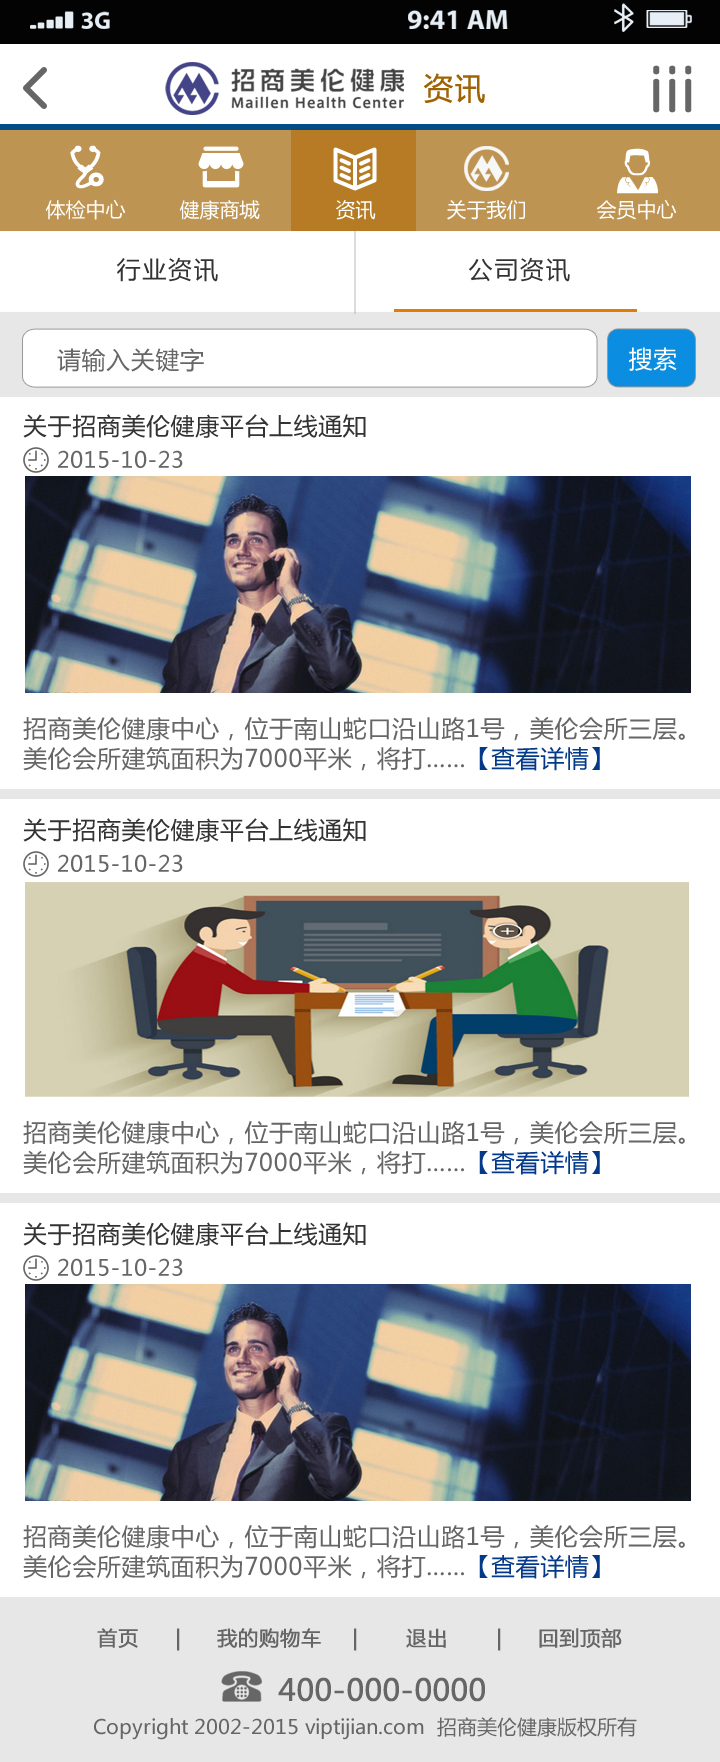 3G 9:41 AM
招商美伦健康 资讯
Maillen Health Center
体检中心 健康商城 资讯 关于我们 会员中心
行业资讯 公司资讯
请输入关键字 搜索
关于招商美伦健康平台上线通知
2015-10-23
招商美伦健康中心，位于南山蛇口沿山路1号，美伦会所三层。
美伦会所建筑面积为7000平米，将打......【查看详情】
关于招商美伦健康平台上线通知
2015-10-23
招商美伦健康中心，位于南山蛇口沿山路1号，美伦会所三层。
美伦会所建筑面积为7000平米，将打......【查看详情】
关于招商美伦健康平台上线通知
2015-10-23
招商美伦健康中心，位于南山蛇口沿山路1号，美伦会所三层。
美伦会所建筑面积为7000平米，将打......【查看详情】
首页 | 我的购物车 | 退出 | 回到顶部
400-000-0000
Copyright 2002-2015 viptijian.com 招商美伦健康版权所有